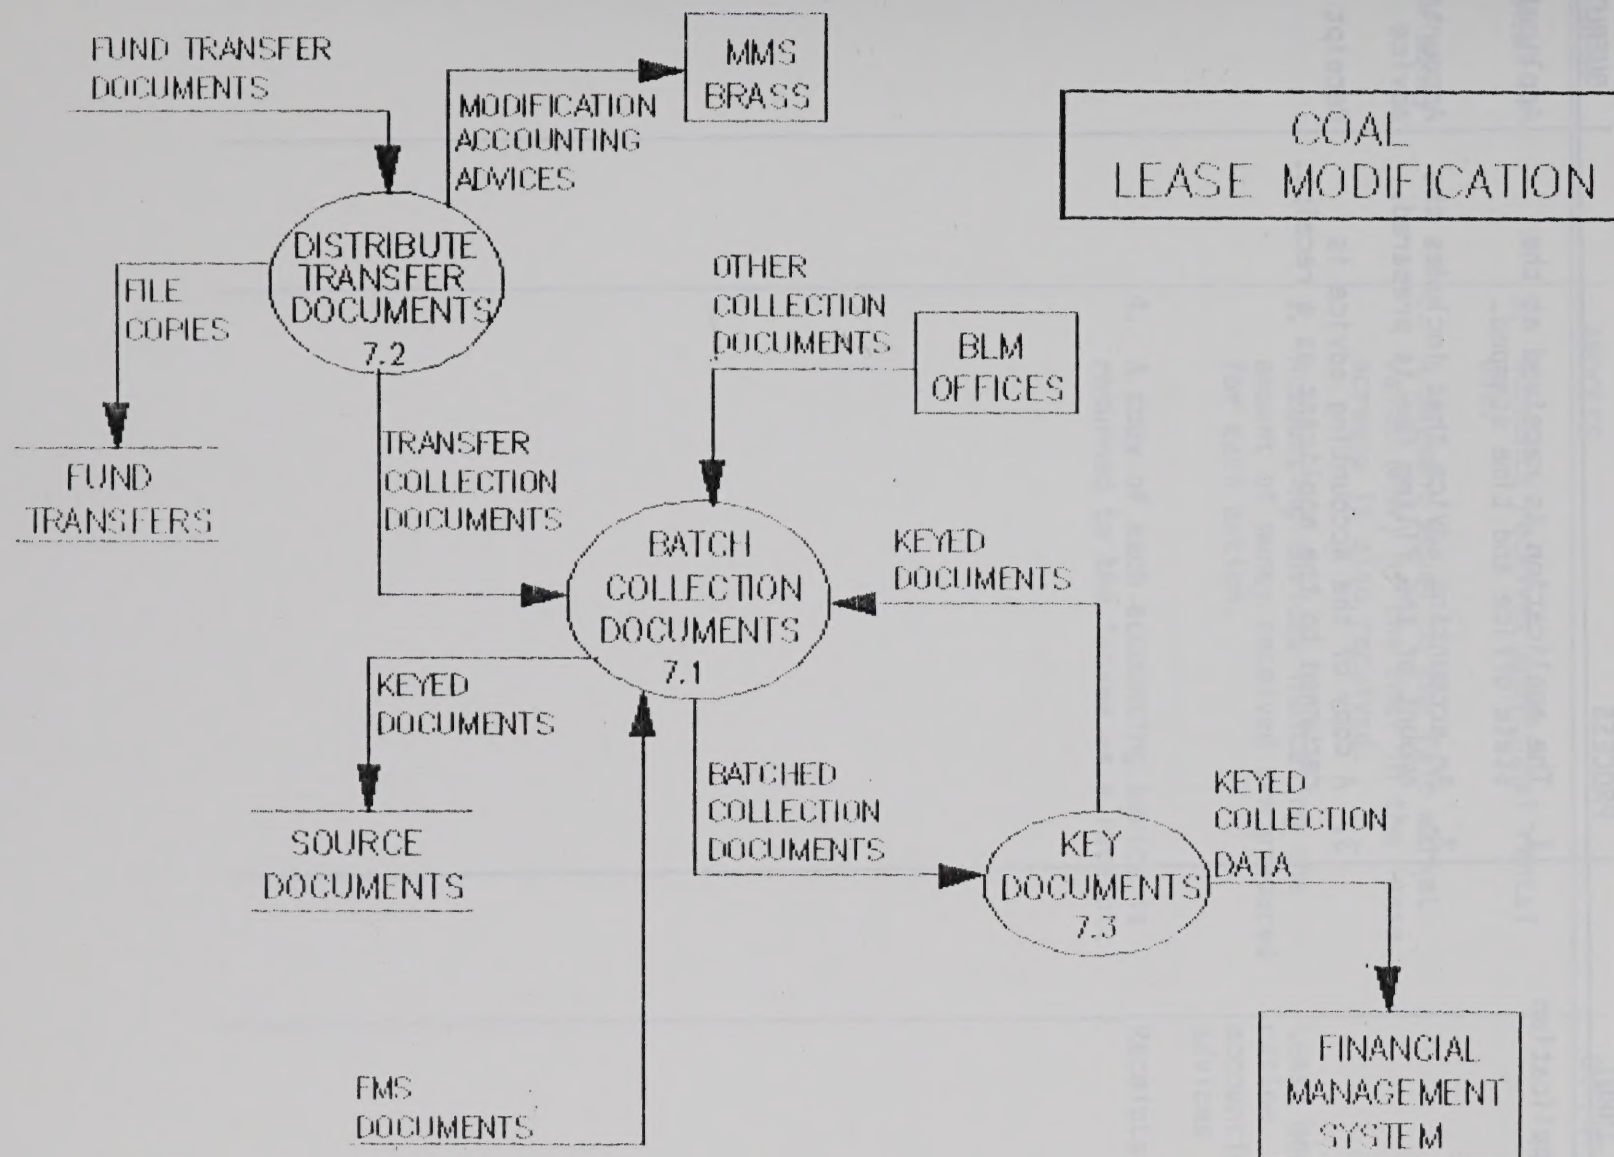 FUND TRANSFER
DOCUMENTS
MMS
BRASS
MODIFICATION
ACCOUNTING
ADVICES
COAL
LEASE MODIFICATION
DISTRIBUTE
TRANSFER
DOCUMENTS
7.2
FILE
COPIES
OTHER
COLLECTION
DOCUMENTS
BLM
OFFICES
FUND
TRANSFERS
TRANSFER
COLLECTION
DOCUMENTS
BATCH
COLLECTION
DOCUMENTS
7.1
KEYED
DOCUMENTS
KEYED
DOCUMENTS
SOURCE
DOCUMENTS
BATCHED
COLLECTION
DOCUMENTS
KEY
DOCUMENTS
7.3
KEYED
COLLECTION
DATA
FMS
DOCUMENTS
FINANCIAL
MANAGEMENT
SYSTEM